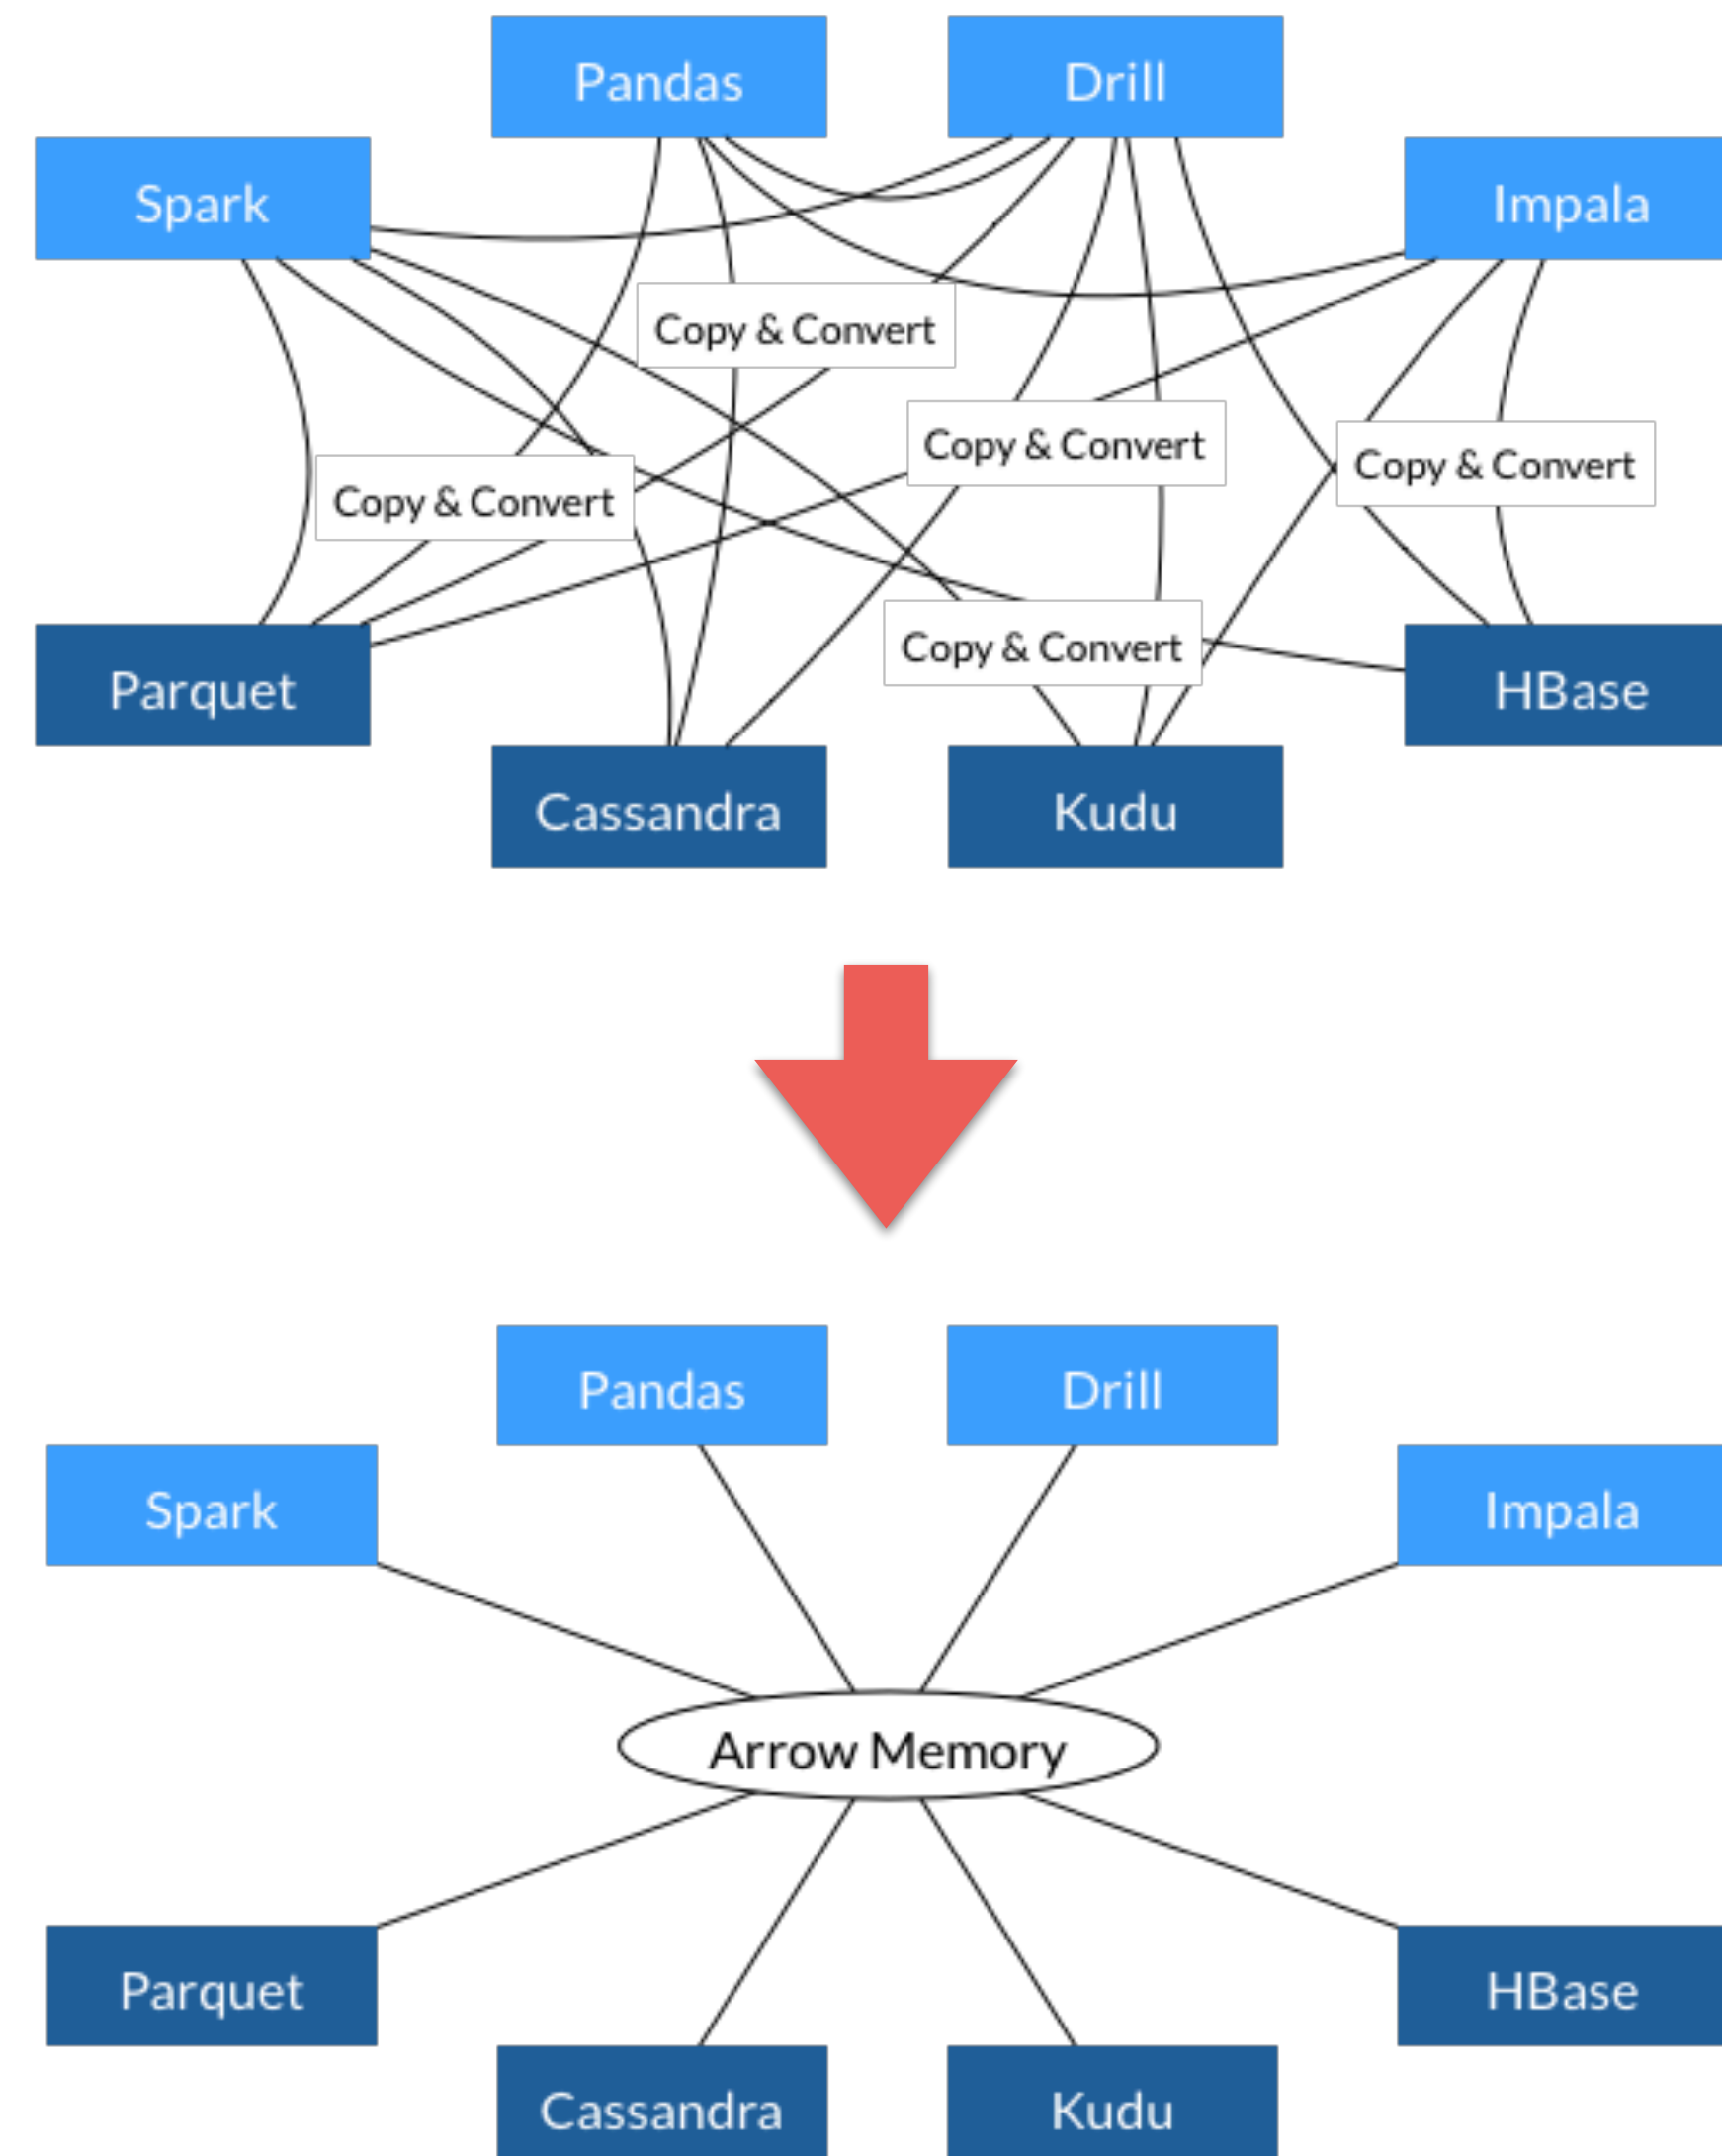 Pandas
Drill
Spark
Impala
Copy & Convert
Copy & Convert
Copy & Convert
Copy & Convert
Copy & Convert
Parquet
HBase
Cassandra
Kudu
Pandas
Drill
Spark
Impala
Arrow Memory
Parquet
HBase
Cassandra
Kudu